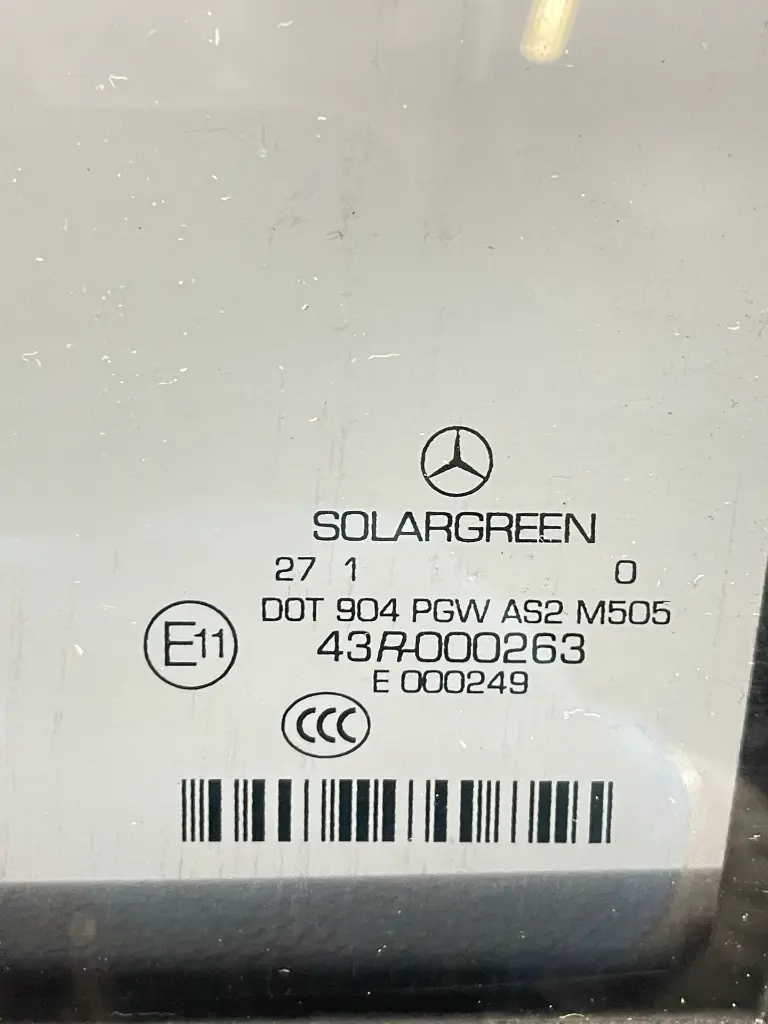 SOLARGREEN
27 1 0
DOT 904 PGW AS2 M505
E11 43R-000263
E 000249
CCC